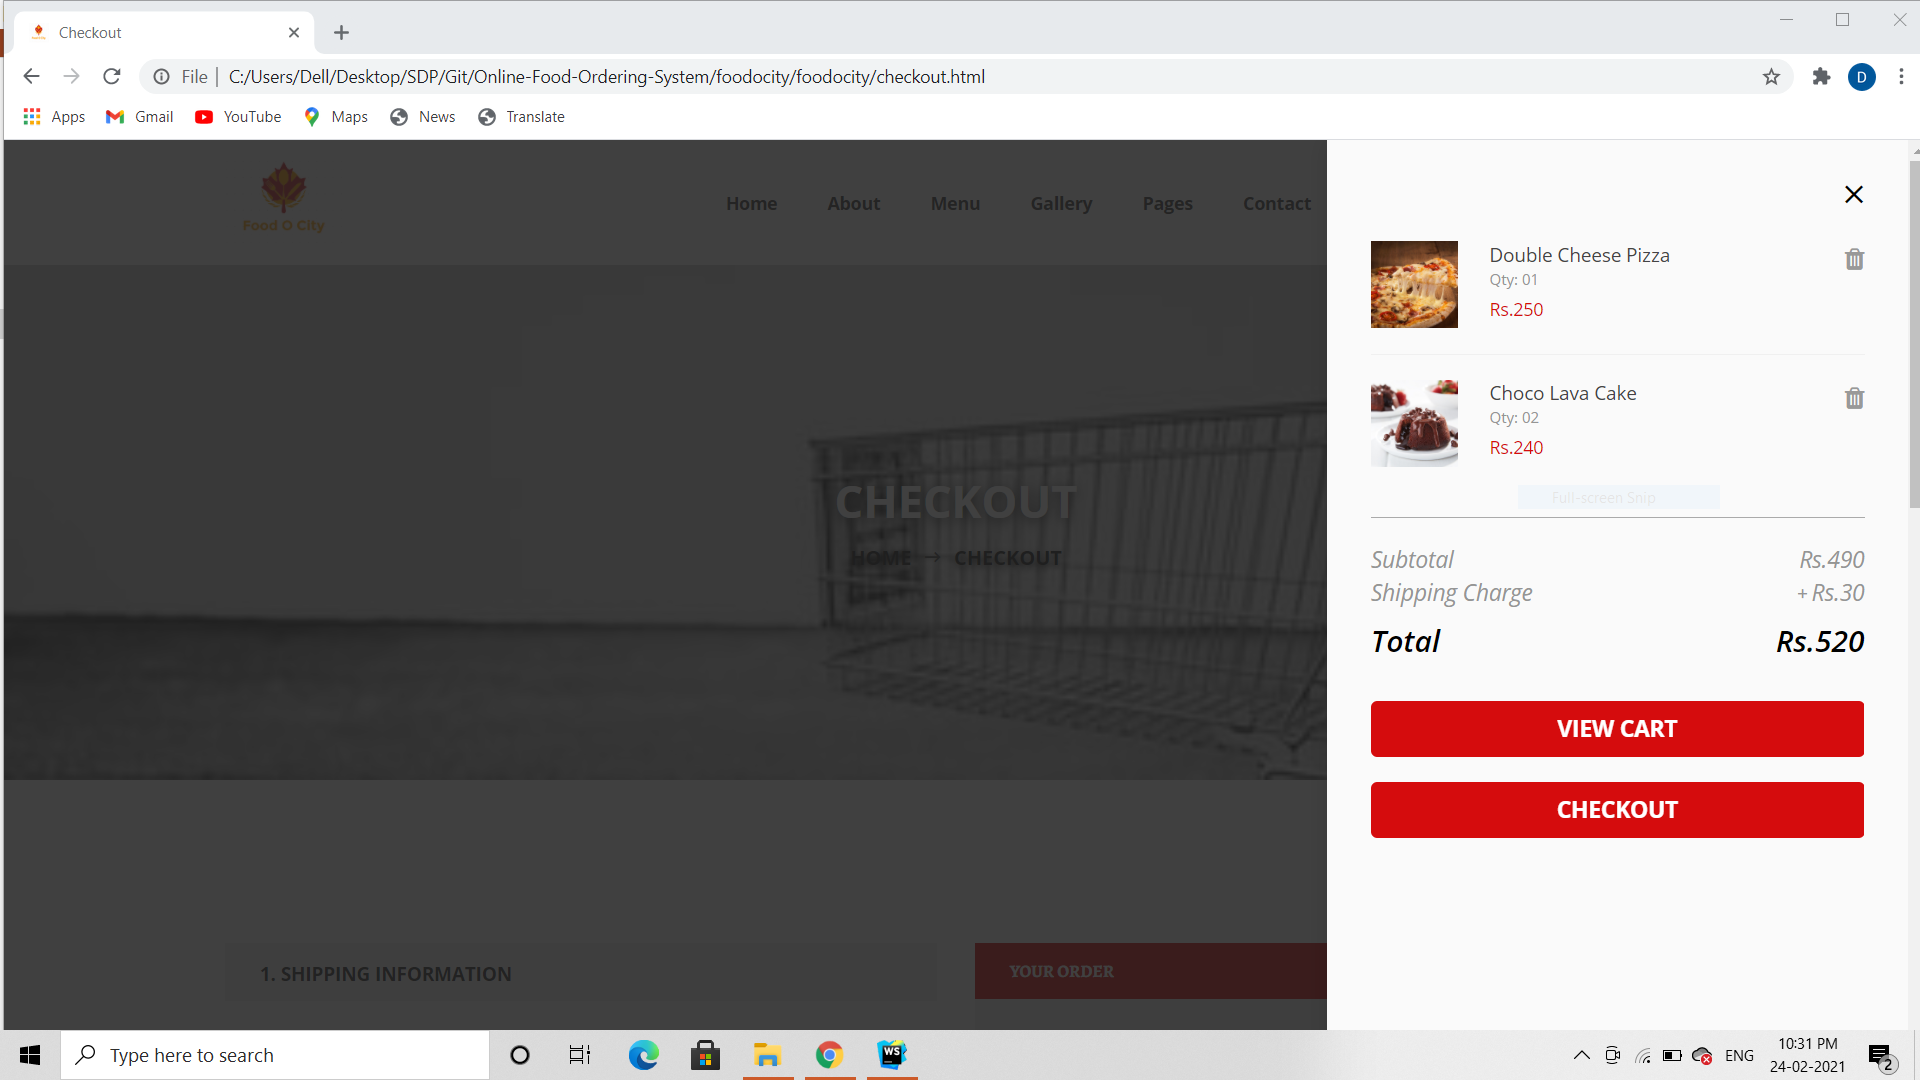 Checkout
File | C:/Users/Dell/Desktop/SDP/Git/Online-Food-Ordering-System/foodocity/foodocity/checkout.html
D
Apps Gmail YouTube Maps News Translate
Food O City
Home About Menu Gallery Pages Contact
Double Cheese Pizza
Qty: 01
Rs.250
Choco Lava Cake
Qty: 02
Rs.240
Full-screen Snip
Subtotal Rs.490
Shipping Charge + Rs.30
Total Rs.520
VIEW CART
CHECKOUT
CHECKOUT
HOME → CHECKOUT
1. SHIPPING INFORMATION
YOUR ORDER
Type here to search
WS
ENG
10:31 PM
24-02-2021
2